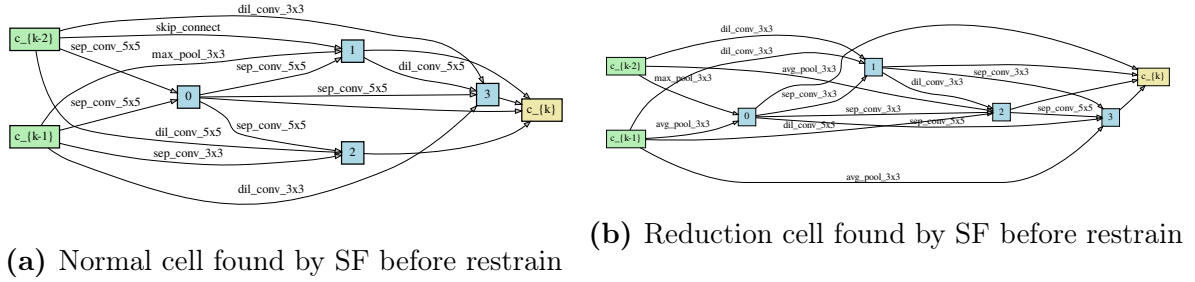 dil_conv_3x3
skip_connect
c_{k-2}
sep_conv_5x5
max_pool_3x3
1
sep_conv_5x5
dil_conv_5x5
sep_conv_5x5
3
0
sep_conv_5x5
c_{k}
c_{k-1}
dil_conv_5x5
sep_conv_5x5
sep_conv_3x3
2
dil_conv_3x3
(a) Normal cell found by SF before restrain
dil_conv_3x3
dil_conv_3x3
c_{k-2}
avg_pool_3x3
1
sep_conv_3x3
c_{k}
max_pool_3x3
dil_conv_3x3
sep_conv_3x3
0
sep_conv_3x3
2
sep_conv_5x5
3
avg_pool_3x3
dil_conv_5x5
sep_conv_5x5
c_{k-1}
avg_pool_3x3
(b) Reduction cell found by SF before restrain